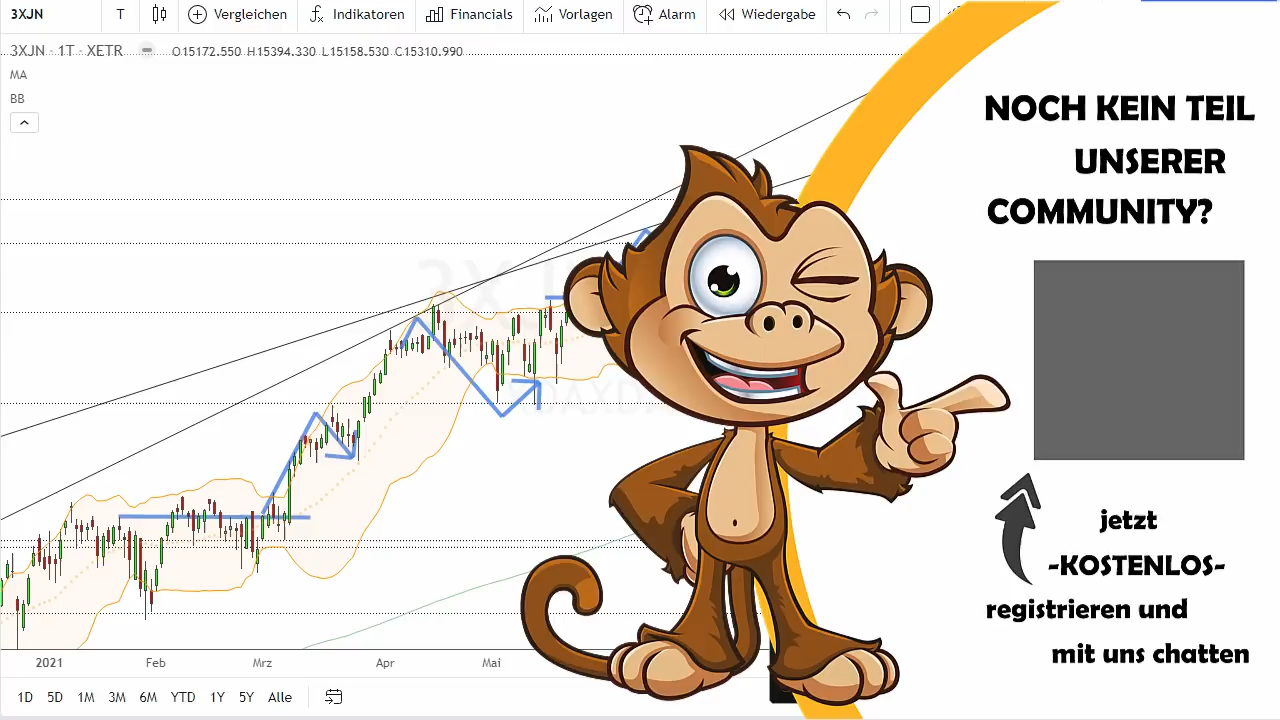 3XJN T Vergleichen Indikatoren Financials Vorlagen Alarm Wiedergabe
3XJN · 1T · XETR O15172.550 H15394.330 L15158.530 C15310.990
MA
BB
NOCH KEIN TEIL
UNSERER
COMMUNITY?
jetzt
-KOSTENLOS-
registrieren und
mit uns chatten
2021 Feb Mrz Apr Mai
1D 5D 1M 3M 6M YTD 1Y 5Y Alle